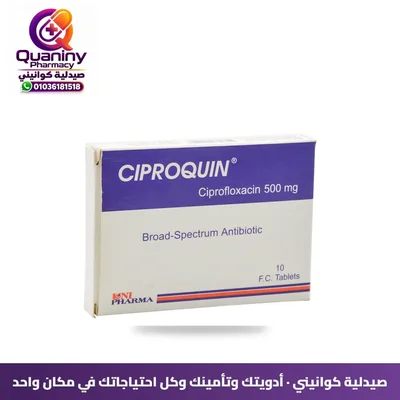 Quaniny
Pharmacy
صيدلية كوانيني
01036181518
CIPROQUIN®
Ciprofloxacin 500 mg
Broad-Spectrum Antibiotic
10
F.C. Tablets
PHARMA
صيدلية كوانيني - أدويتك وتأمينك وكل احتياجاتك في مكان واحد